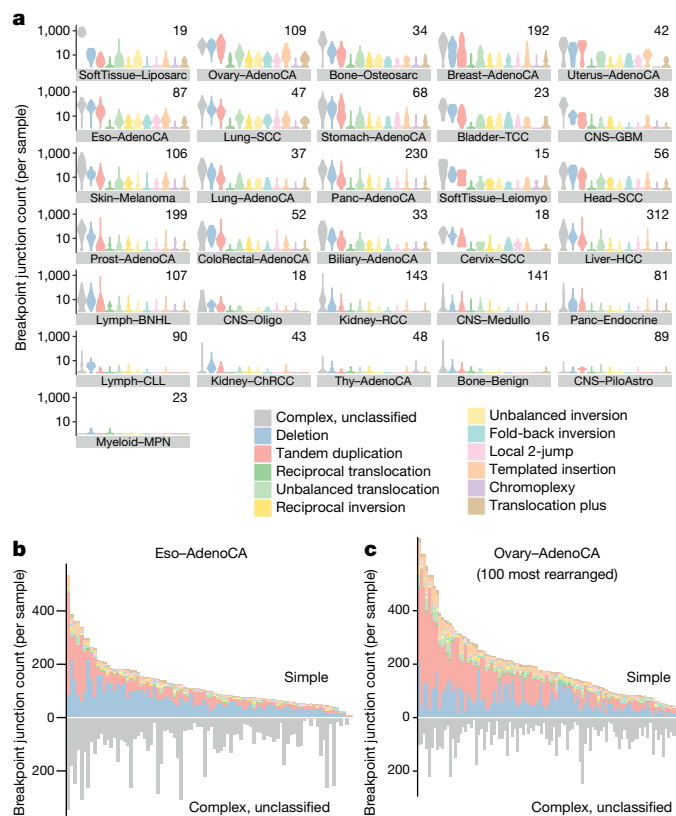 a
Breakpoint junction count (per sample)
1,000
10
19
109
34
192
42
SoftTissue–Liposarc
Ovary–AdenoCA
Bone–Osteosarc
Breast–AdenoCA
Uterus–AdenoCA
1,000
10
87
47
68
23
38
Eso–AdenoCA
Lung–SCC
Stomach–AdenoCA
Bladder–TCC
CNS–GBM
1,000
10
106
37
230
15
56
Skin–Melanoma
Lung–AdenoCA
Panc–AdenoCA
SoftTissue–Leiomyo
Head–SCC
1,000
10
199
52
33
18
312
Prost–AdenoCA
ColoRectal–AdenoCA
Biliary–AdenoCA
Cervix–SCC
Liver–HCC
1,000
10
107
18
143
141
81
Lymph–BNHL
CNS–Oligo
Kidney–RCC
CNS–Medullo
Panc–Endocrine
1,000
10
90
43
48
16
89
Lymph–CLL
Kidney–ChRCC
Thy–AdenoCA
Bone–Benign
CNS–PiloAstro
1,000
10
23
Myeloid–MPN
Complex, unclassified
Deletion
Tandem duplication
Reciprocal translocation
Unbalanced translocation
Reciprocal inversion
Unbalanced inversion
Fold-back inversion
Local 2-jump
Templated insertion
Chromoplexy
Translocation plus
b
Eso–AdenoCA
Breakpoint junction count (per sample)
400
200
0
200
Simple
Complex, unclassified
c
Ovary–AdenoCA
(100 most rearranged)
Breakpoint junction count (per sample)
400
200
0
200
Simple
Complex, unclassified